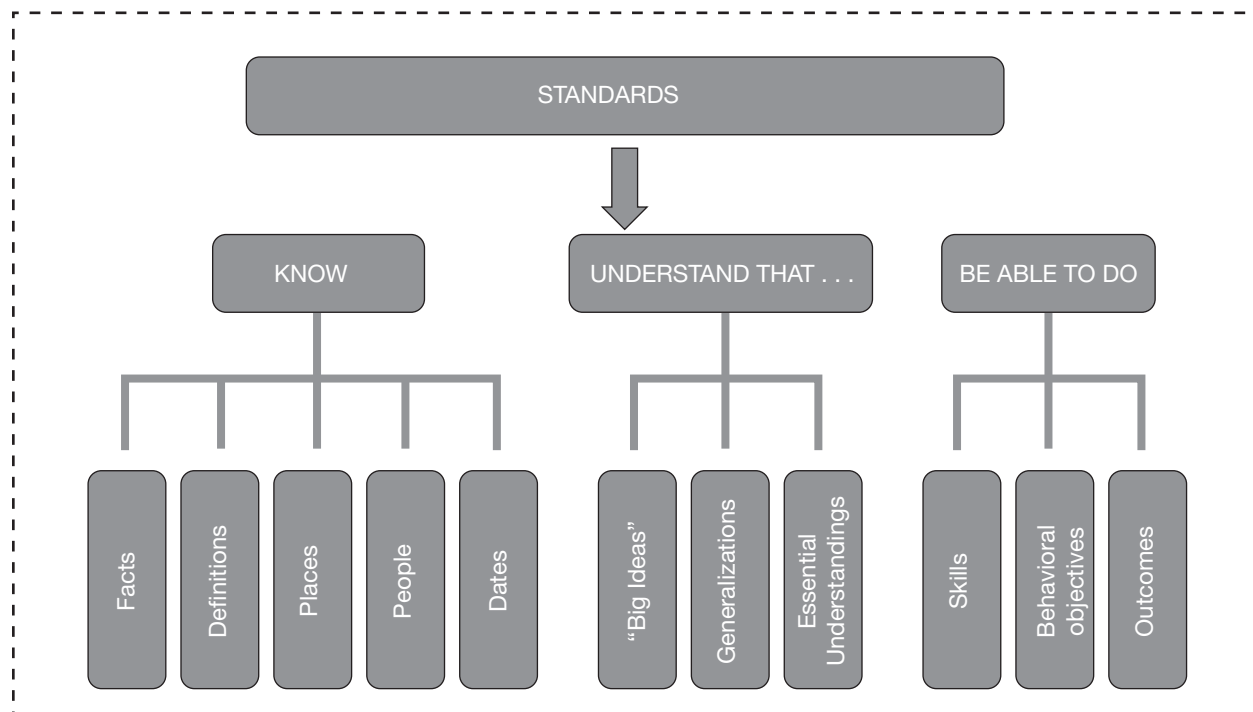 STANDARDS
KNOW
UNDERSTAND THAT . . .
BE ABLE TO DO
Facts
Definitions
Places
People
Dates
“Big Ideas”
Generalizations
Essential
Understandings
Skills
Behavioral
objectives
Outcomes